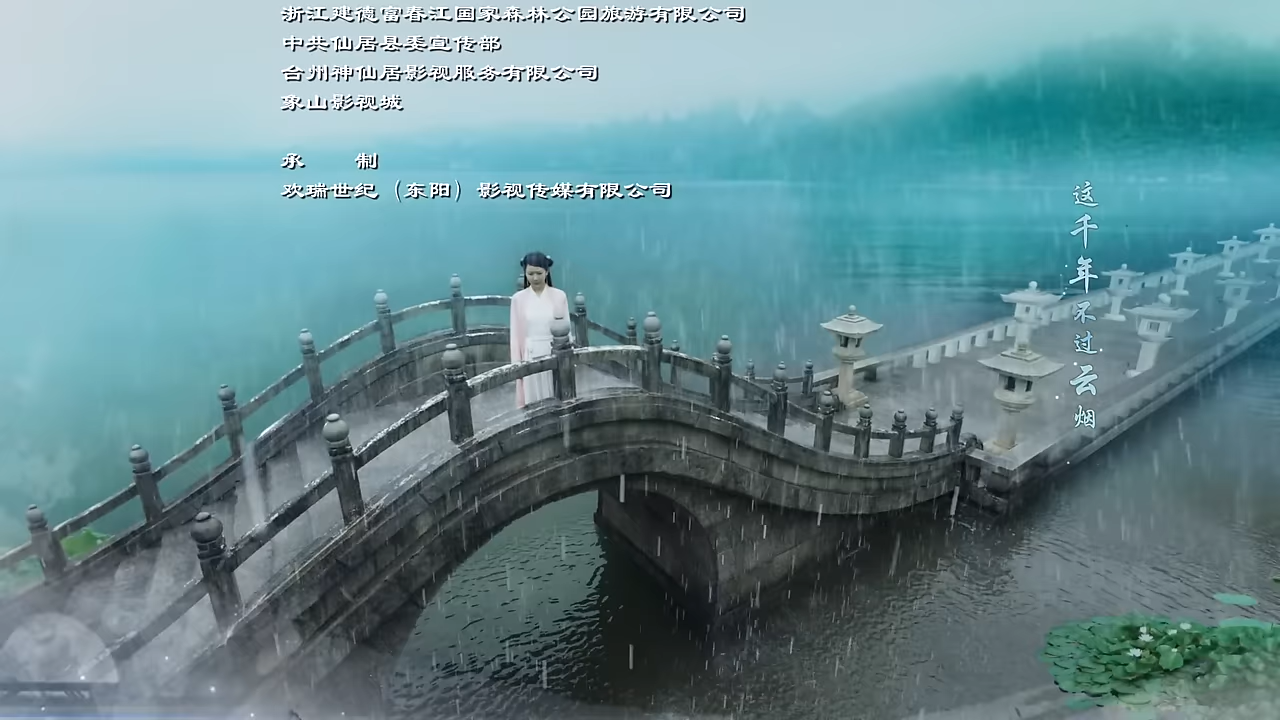 浙江建德富春江国家森林公园旅游有限公司
中共仙居县委宣传部
台州神仙居影视服务有限公司
象山影视城
承 制
欢瑞世纪（东阳）影视传媒有限公司
这千年不过云烟